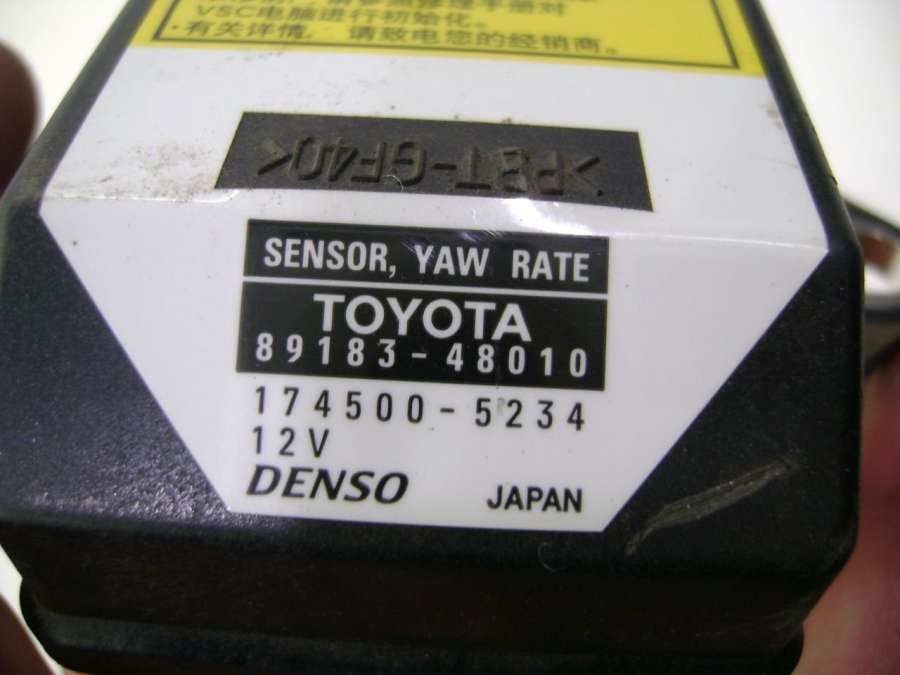 VSC电脑进行初始化。
·有关详情，请致电您的经销商。
>PBT-GF40<
SENSOR, YAW RATE
TOYOTA
89183-48010
174500-5234
12V
DENSO JAPAN